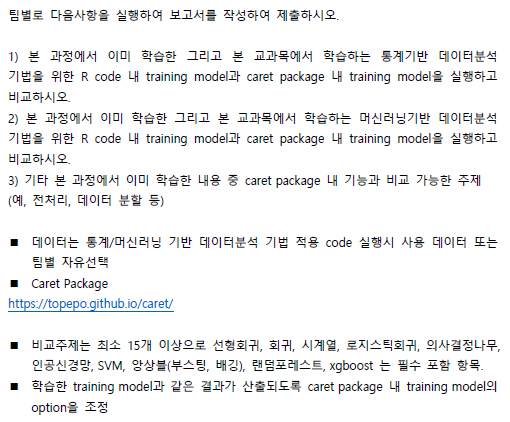 팀별로 다음사항을 실행하여 보고서를 작성하여 제출하시오.
1) 본 과정에서 이미 학습한 그리고 본 교과목에서 학습하는 통계기반 데이터분석
기법을 위한 R code 내 training model과 caret package 내 training model을 실행하고
비교하시오.
2) 본 과정에서 이미 학습한 그리고 본 교과목에서 학습하는 머신러닝기반 데이터분석
기법을 위한 R code 내 training model과 caret package 내 training model을 실행하고
비교하시오.
3) 기타 본 과정에서 이미 학습한 내용 중 caret package 내 기능과 비교 가능한 주제
(예, 전처리, 데이터 분할 등)
■ 데이터는 통계/머신러닝 기반 데이터분석 기법 적용 code 실행시 사용 데이터 또는
팀별 자유선택
■ Caret Package
https://topepo.github.io/caret/
■ 비교주제는 최소 15개 이상으로 선형회귀, 회귀, 시계열, 로지스틱회귀, 의사결정나무,
인공신경망, SVM, 앙상블(부스팅, 배깅), 랜덤포레스트, xgboost 는 필수 포함 항목.
■ 학습한 training model과 같은 결과가 산출되도록 caret package 내 training model의
option을 조정